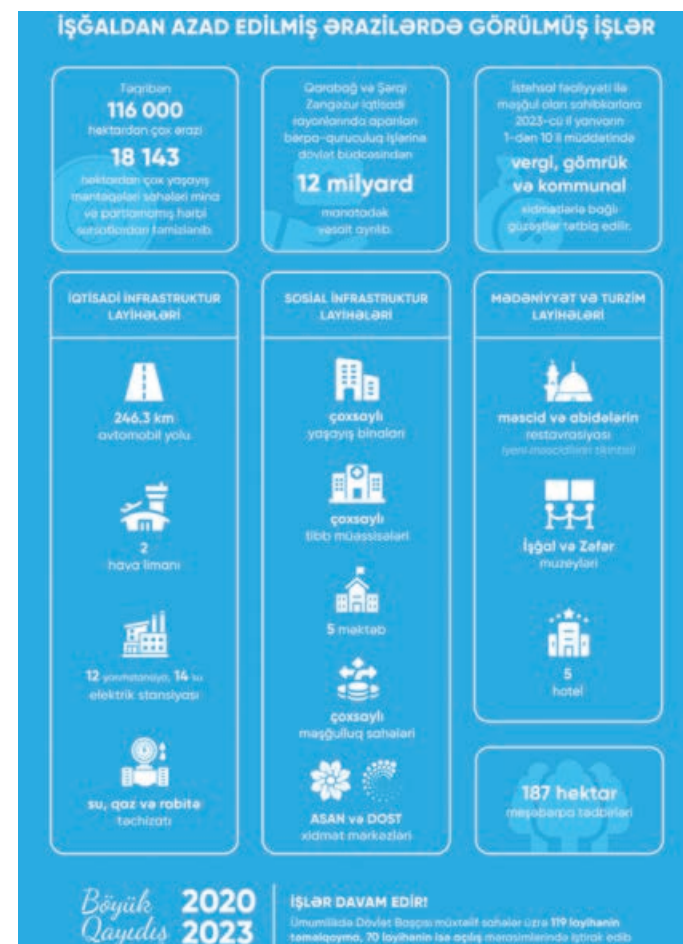 İŞĞALDAN AZAD EDİLMİŞ ƏRAZİLƏRDƏ GÖRÜLMÜŞ İŞLƏR
Təqribən
116 000
hektardan çox ərazi
18 143
hektardan çox yaşayış
məntəqələri sahələri mina
və partlamamış hərbi
sursatlardan təmizlənib.
Qarabağ və Şərqi
Zəngəzur iqtisadi
rayonlarında aparılan
bərpa-quruculuq işlərinə
dövlət büdcəsindən
12 milyard
manatadək
vəsait ayrılıb.
İstehsal fəaliyyəti ilə
məşğul olan sahibkarlara
2023-cü il yanvarın
1-dən 10 il müddətinə
vergi, gömrük
və kommunal
xidmətlərlə bağlı
güzəştlər tətbiq edilir.
İQTİSADİ İNFRASTRUKTUR
LAYİHƏLƏRİ
246,3 km
avtomobil yolu
2
hava limanı
12 yarımstansiya, 14 su
elektrik stansiyası
su, qaz və rabitə
təchizatı
SOSİAL İNFRASTRUKTUR
LAYİHƏLƏRİ
çoxsaylı
yaşayış binaları
çoxsaylı
tibb müəssisələri
5 məktəb
çoxsaylı
məşğulluq sahələri
ASAN və DOST
xidmət mərkəzləri
MƏDƏNİYYƏT VƏ TURZİM
LAYİHƏLƏRİ
məscid və abidələrin
restavrasiyası
(yeni məscidlərin tikintisi)
İşğal və Zəfər
muzeyləri
5
hotel
187 hektar
meşəbərpa tədbirləri
Böyük 2020
Qayıdış 2023
İŞLƏR DAVAM EDİR!
Ümumilikdə Dövlət Başçısı müxtəlif sahələr üzrə 119 layihənin
təməlqoyma, 70 layihənin isə açılış mərasimlərində iştirak edib